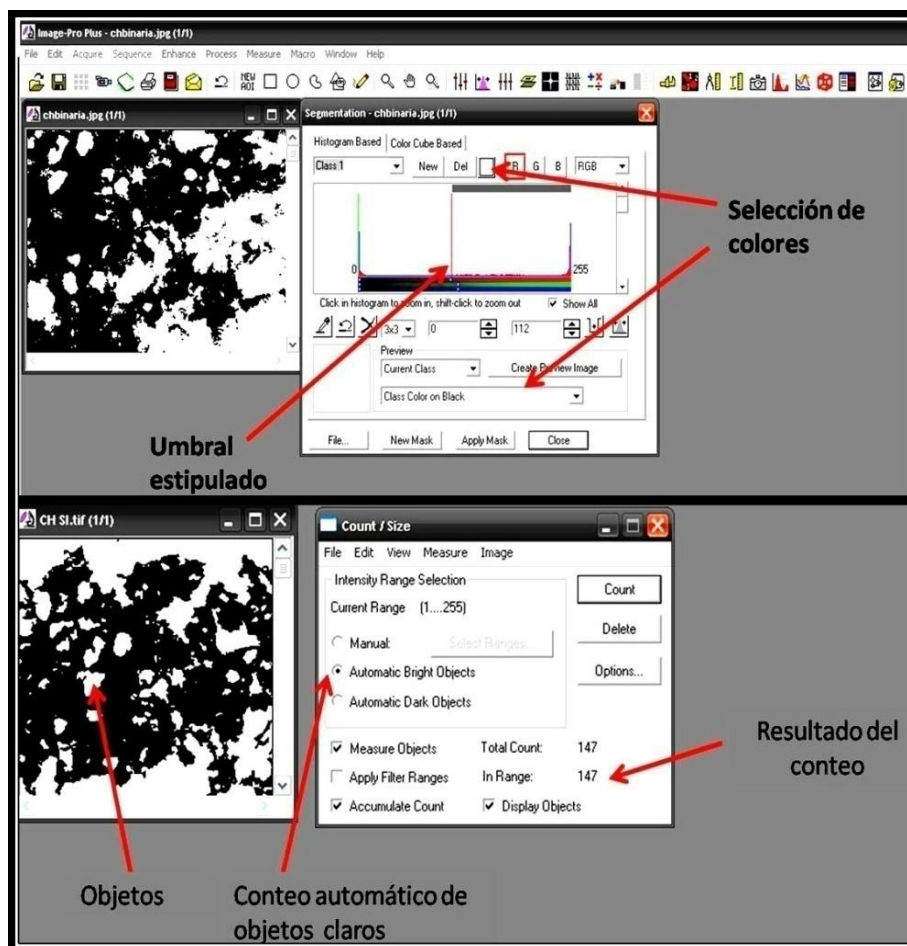 Image-Pro Plus - chbinaria.jpg (1/1)
File Edit Acquire Sequence Enhance Process Measure Macro Window Help
NEW AOI
chbinaria.jpg (1/1)
Segmentation - chbinaria.jpg (1/1)
Histogram Based Color Cube Based
Class 1 New Del R G B RGB
Selección de
colores
0 255
Click in histogram to zoom in, shift-click to zoom out Show All
3x3 0 112
Preview
Current Class Create Preview Image
Class Color on Black
File... New Mask Apply Mask Close
Umbral
estipulado
CH SI.tif (1/1)
Count / Size
File Edit View Measure Image
Intensity Range Selection
Current Range (1....255)
Count
Manual: Select Ranges...
Delete
Automatic Bright Objects
Options...
Automatic Dark Objects
Measure Objects Total Count: 147
Apply Filter Ranges In Range: 147
Accumulate Count Display Objects
Resultado del
conteo
Objetos
Conteo automático de
objetos claros